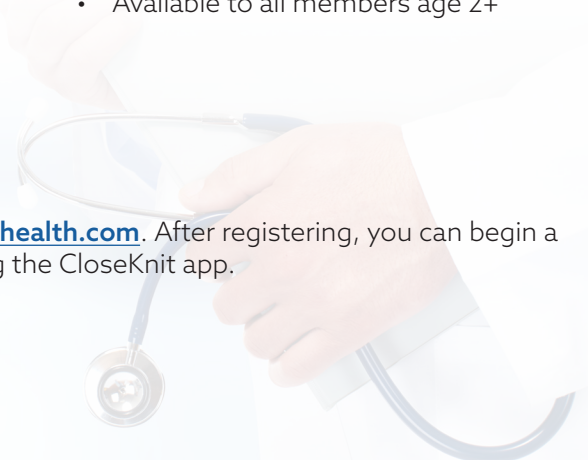 • Available to all members age 2+
health.com. After registering, you can begin a
g the CloseKnit app.